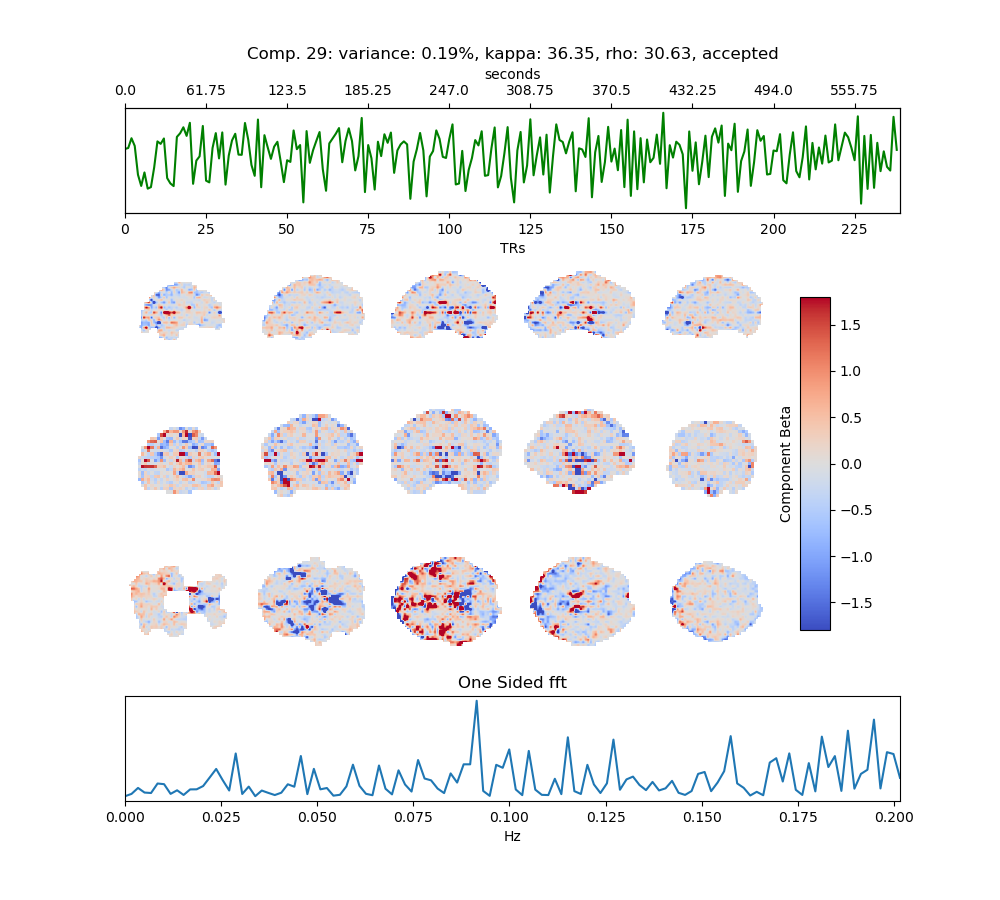 Comp. 29: variance: 0.19%, kappa: 36.35, rho: 30.63, accepted
seconds
0.0 61.75 123.5 185.25 247.0 308.75 370.5 432.25 494.0 555.75
0 25 50 75 100 125 150 175 200 225
TRs
1.5
1.0
0.5
0.0
−0.5
−1.0
−1.5
Component Beta
One Sided fft
0.000 0.025 0.050 0.075 0.100 0.125 0.150 0.175 0.200
Hz